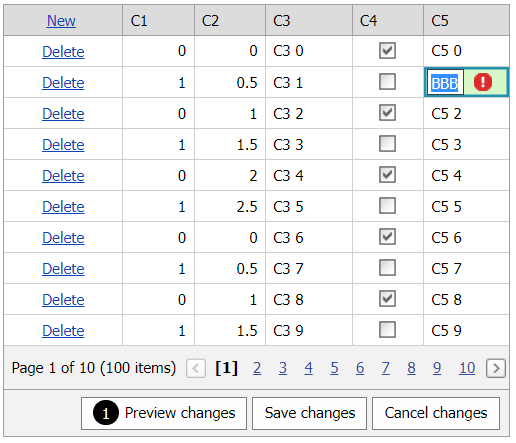 New C1 C2 C3 C4 C5
Delete 0 0 C3 0 C5 0
Delete 1 0.5 C3 1 BBB
Delete 0 1 C3 2 C5 2
Delete 1 1.5 C3 3 C5 3
Delete 0 2 C3 4 C5 4
Delete 1 2.5 C3 5 C5 5
Delete 0 0 C3 6 C5 6
Delete 1 0.5 C3 7 C5 7
Delete 0 1 C3 8 C5 8
Delete 1 1.5 C3 9 C5 9
Page 1 of 10 (100 items) [1] 2 3 4 5 6 7 8 9 10
1 Preview changes Save changes Cancel changes